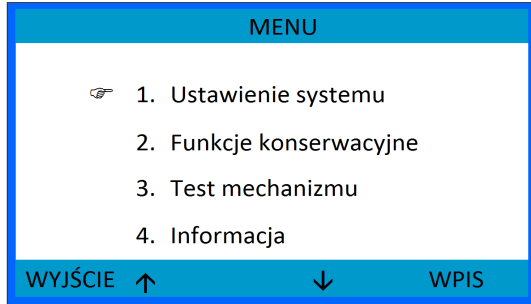 MENU
☞ 1. Ustawienie systemu
2. Funkcje konserwacyjne
3. Test mechanizmu
4. Informacja
WYJŚCIE ↑ ↓ WPIS